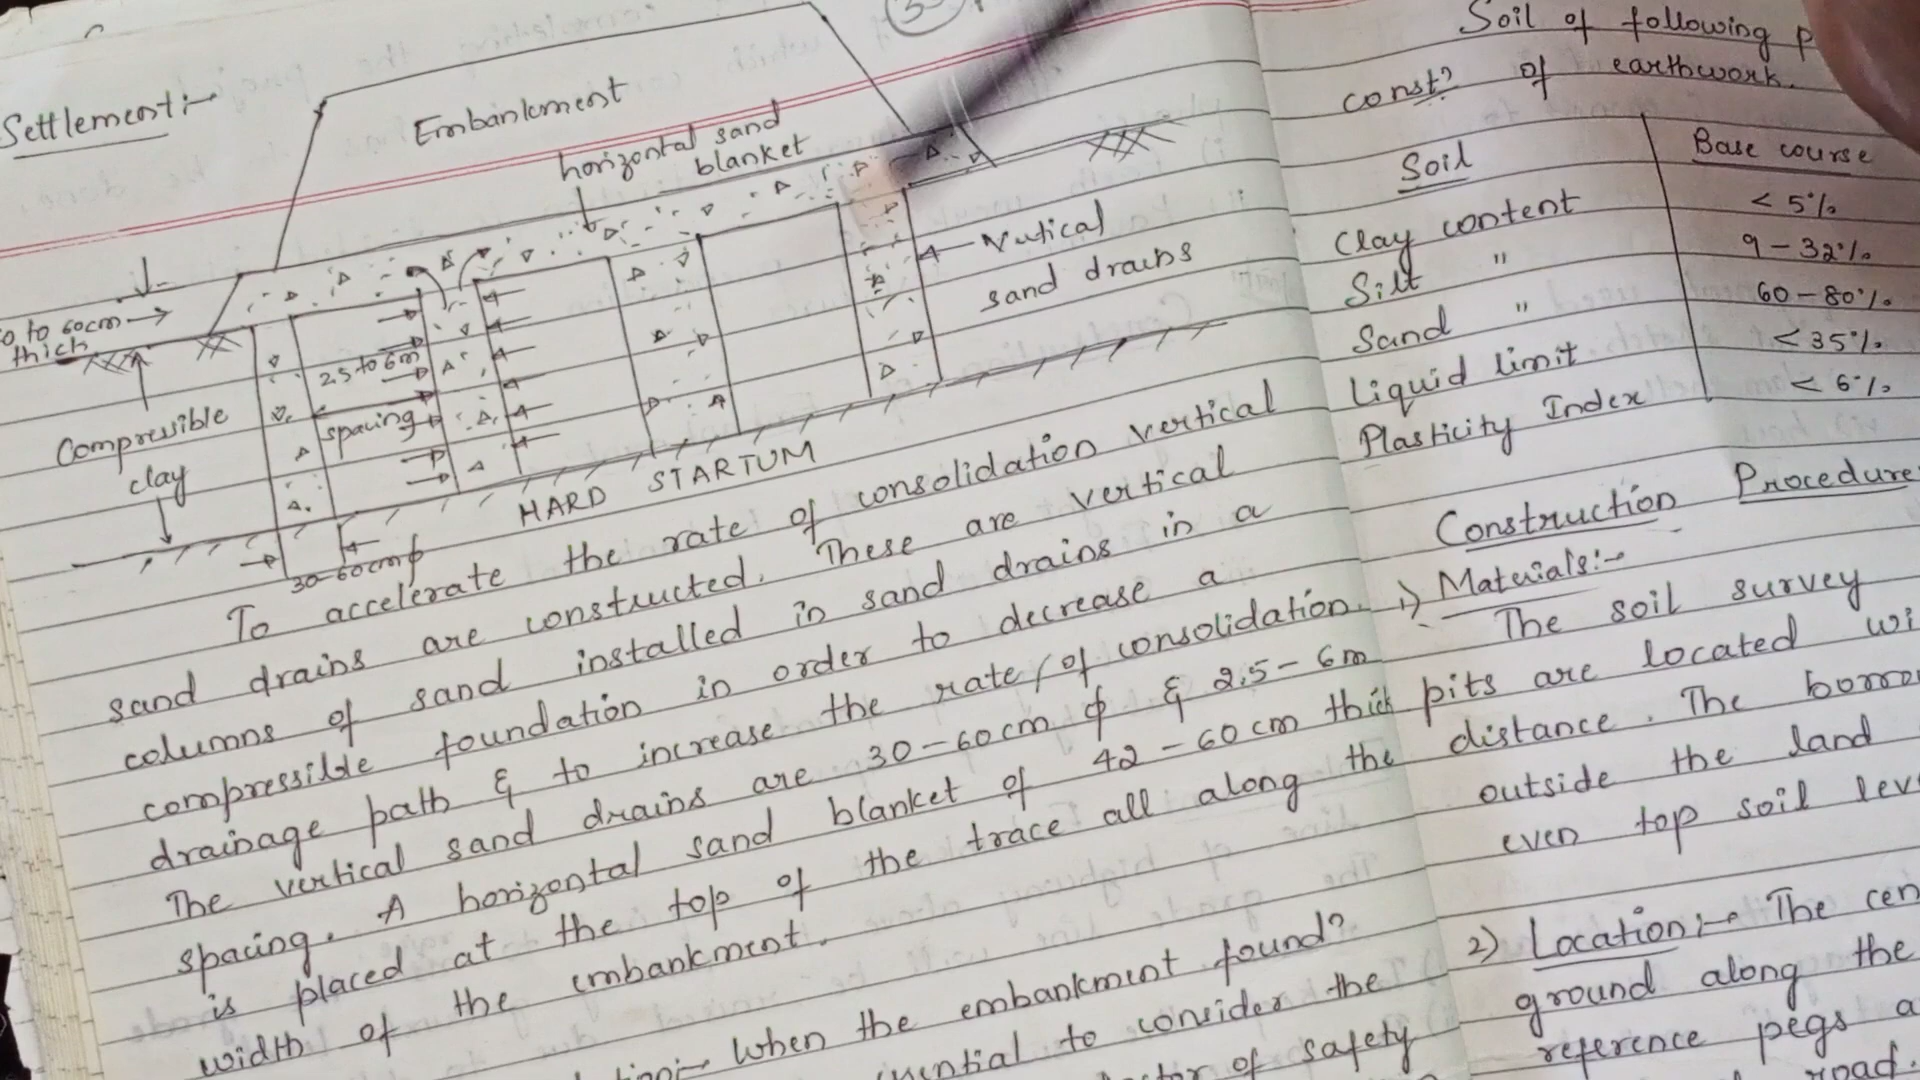 Settlement:-
Embankment
horizontal sand
blanket
Vertical
sand drains
0 to 60cm →
thick
2.5 to 6m
spacing
Compressible
clay
HARD STARTUM
30-60cmϕ
To accelerate the rate of consolidation vertical
sand drains are constructed. These are vertical
columns of sand installed in sand drains in a
compressible foundation in order to decrease a
drainage path & to increase the rate of consolidation.
The vertical sand drains are 30-60cm ϕ & 2.5-6m
spacing. A horizontal sand blanket of 42-60cm thick
is placed at the top of the trace all along the
width of the embankment.
when the embankment found?
to consider the
of safety
Soil of following
const? of earthwork.
Soil Base course
Clay content < 5%
Silt " 9-32%
Sand " 60-80%
liquid limit < 35%
Plasticity Index < 6%
Construction Procedure
1) Materials:-
The soil survey
pits are located
distance. The
outside the land
even top soil
2) Location:- The
ground along the
reference pegs
road.